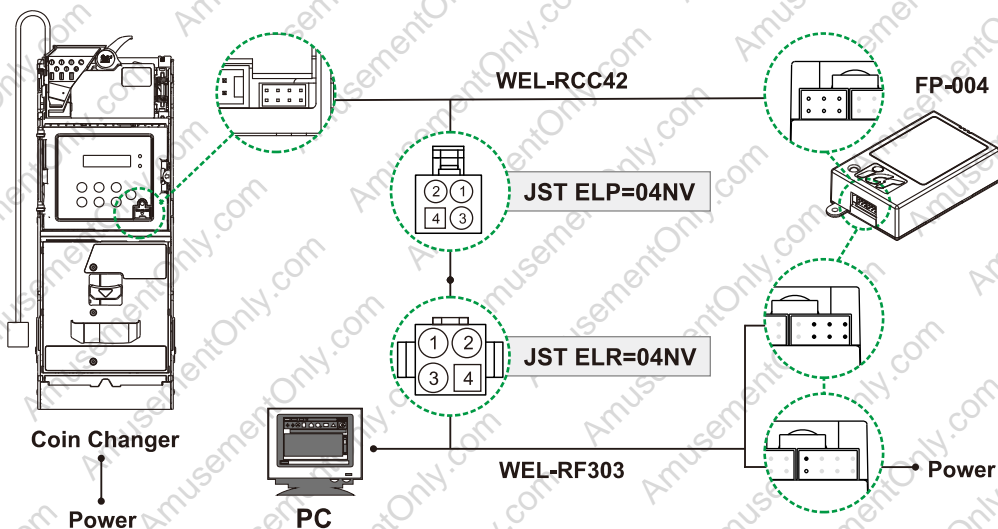 WEL-RCC42
FP-004
2 1
4 3
JST ELP=04NV
1 2
3 4
JST ELR=04NV
Coin Changer
WEL-RF303
Power
Power
PC
AmusementOnly.com